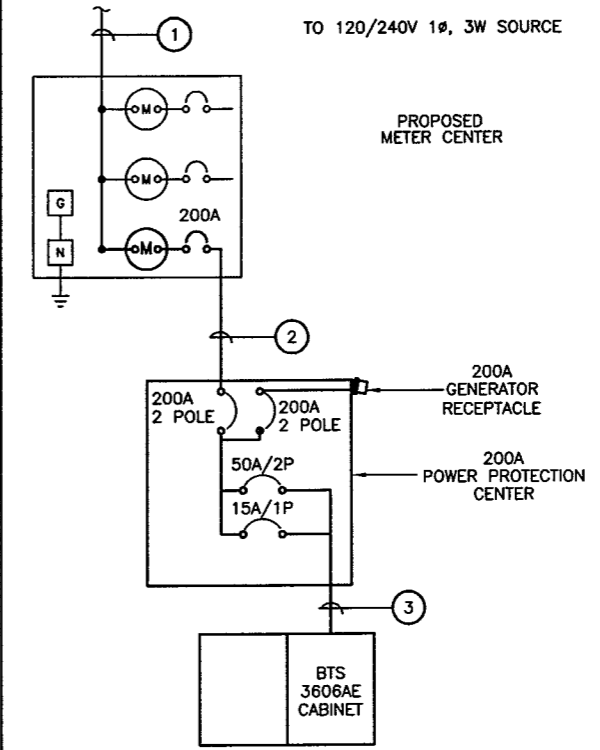 1
TO 120/240V 1ø, 3W SOURCE
PROPOSED
METER CENTER
M
M
200A
G
M
N
2
200A
GENERATOR
RECEPTACLE
200A
2 POLE
200A
2 POLE
200A
POWER PROTECTION
CENTER
50A/2P
15A/1P
3
BTS
3606AE
CABINET